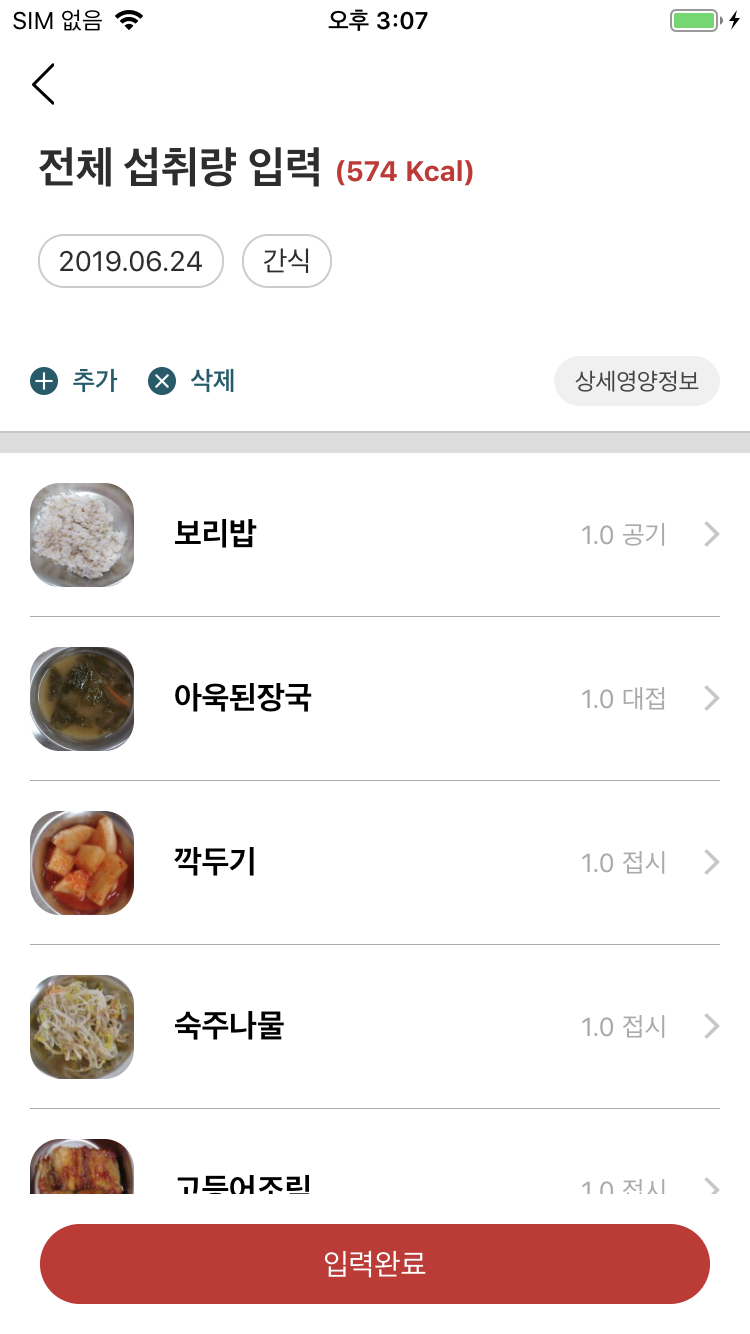 SIM 없음 오후 3:07
전체 섭취량 입력 (574 Kcal)
2019.06.24 간식
추가 삭제 상세영양정보
보리밥 1.0 공기
아욱된장국 1.0 대접
깍두기 1.0 접시
숙주나물 1.0 접시
고등어조림 1.0 접시
입력완료